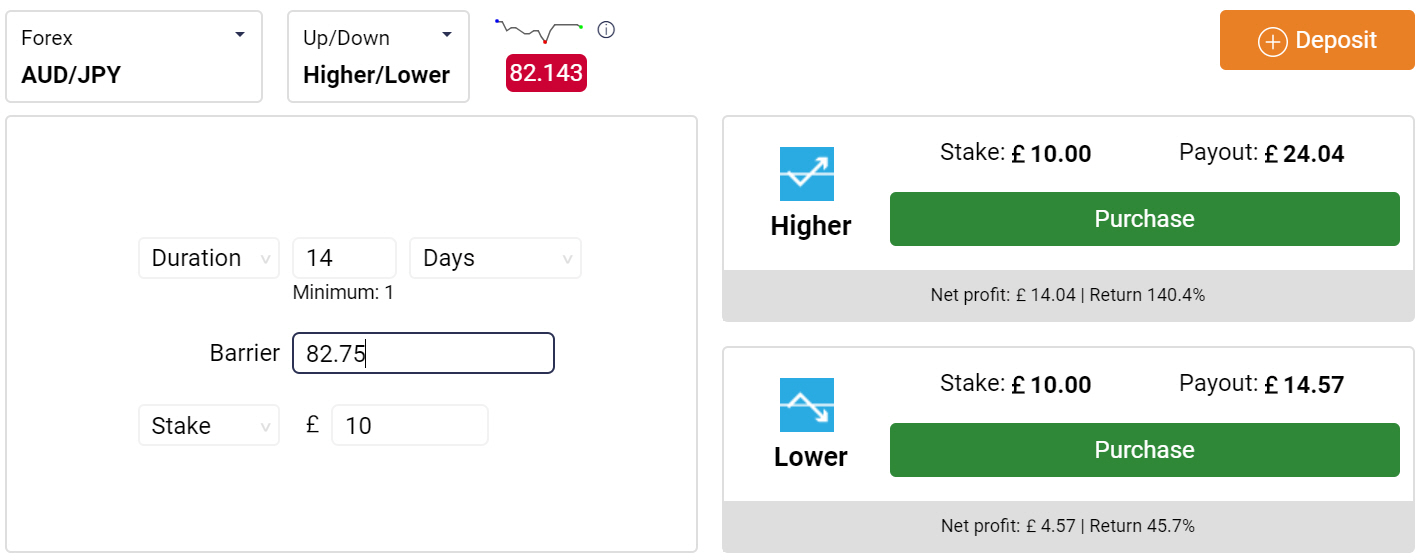 Forex
AUD/JPY
Up/Down
Higher/Lower
82.143
Deposit
Duration 14 Days
Minimum: 1
Barrier 82.75
Stake £ 10
Higher
Stake: £ 10.00 Payout: £ 24.04
Purchase
Net profit: £ 14.04 | Return 140.4%
Lower
Stake: £ 10.00 Payout: £ 14.57
Purchase
Net profit: £ 4.57 | Return 45.7%